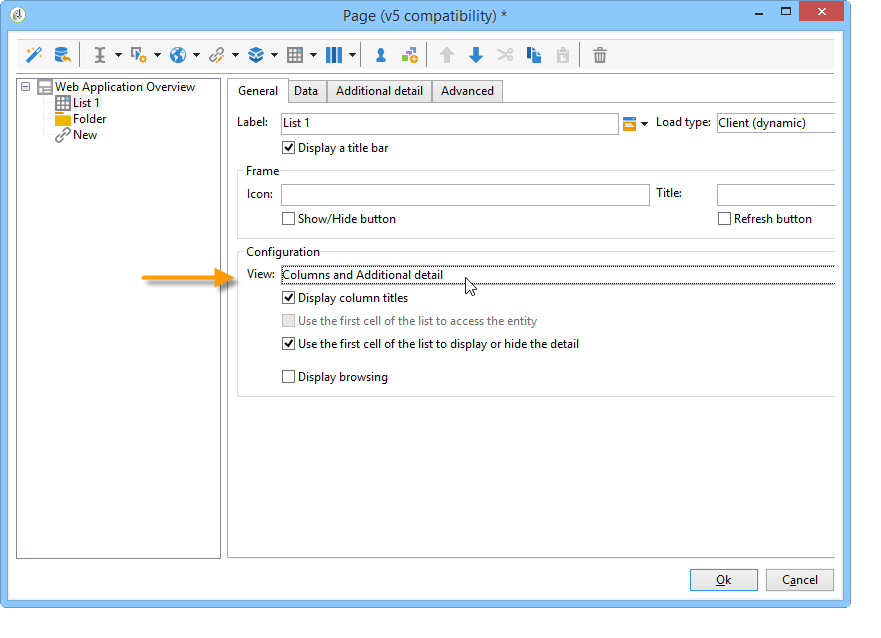 Page (v5 compatibility) *
Web Application Overview
List 1
Folder
New
General Data Additional detail Advanced
Label: List 1 Load type: Client (dynamic)
Display a title bar
Frame
Icon: Title:
Show/Hide button Refresh button
Configuration
View: Columns and Additional detail
Display column titles
Use the first cell of the list to access the entity
Use the first cell of the list to display or hide the detail
Display browsing
Ok Cancel